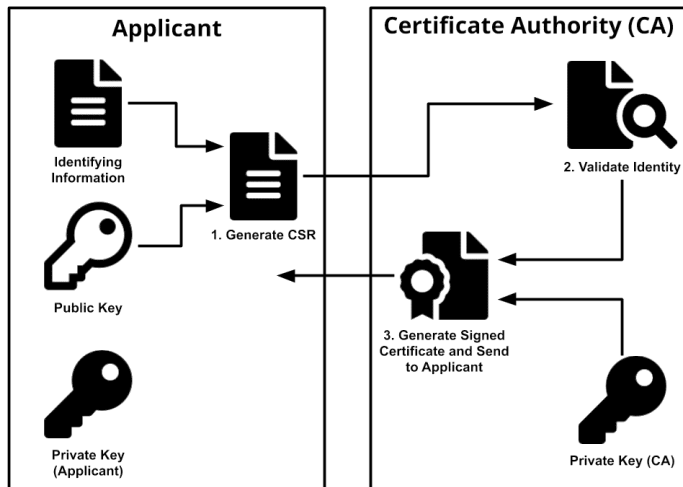 Applicant
Identifying
Information
1. Generate CSR
Public Key
Private Key
(Applicant)
Certificate Authority (CA)
2. Validate Identity
3. Generate Signed
Certificate and Send
to Applicant
Private Key (CA)